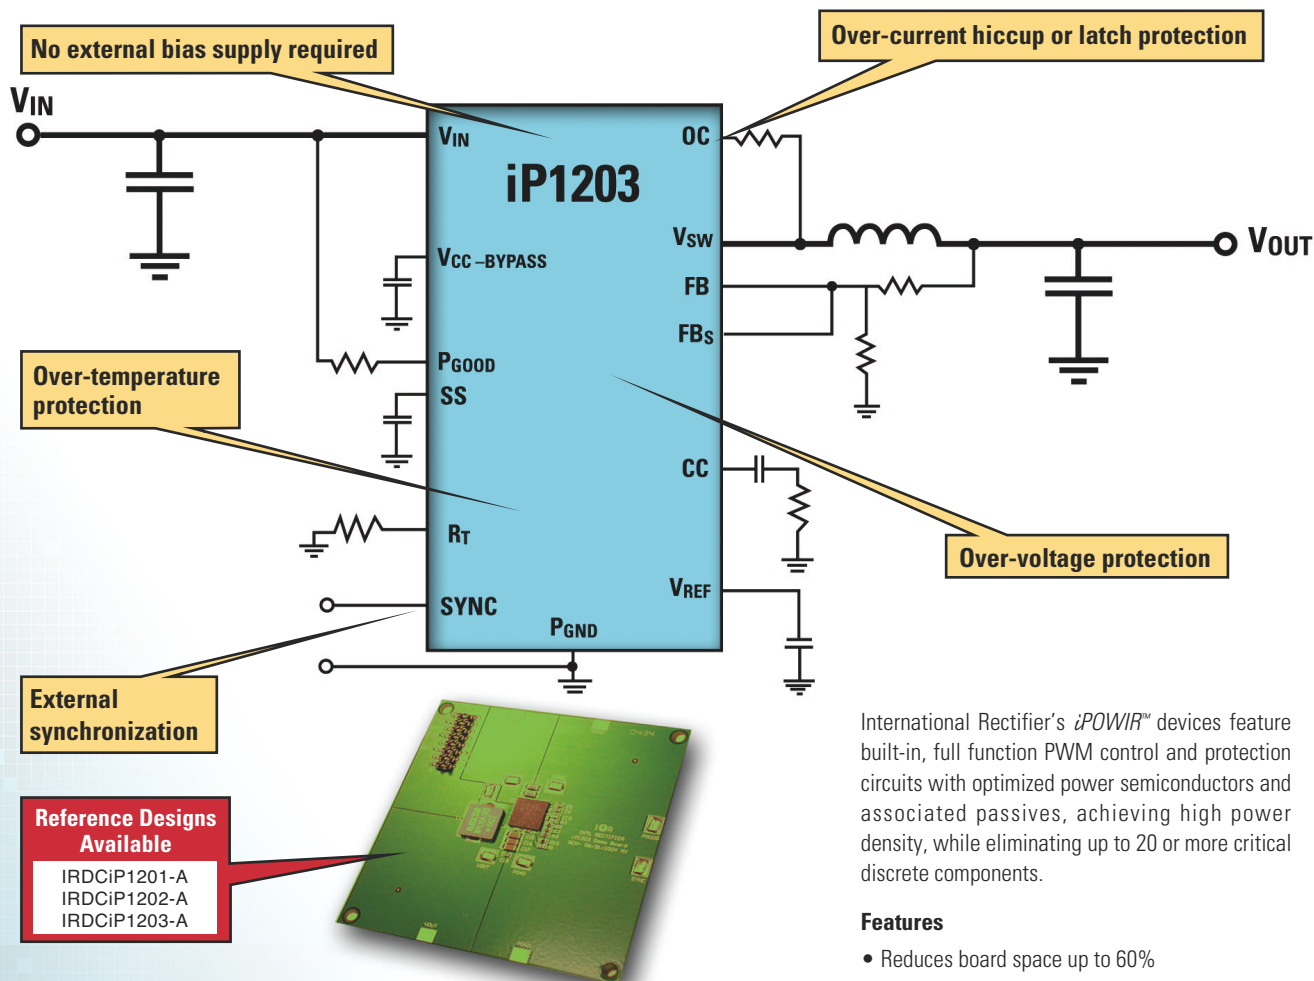 No external bias supply required
Over-current hiccup or latch protection
VIN
VIN
OC
iP1203
VSW
VOUT
VCC –BYPASS
FB
FBS
Over-temperature
protection
PGOOD
SS
CC
RT
Over-voltage protection
VREF
SYNC
PGND
External
synchronization
Reference Designs
Available
IRDCiP1201-A
IRDCiP1202-A
IRDCiP1203-A
International Rectifier's iPOWIR™ devices feature
built-in, full function PWM control and protection
circuits with optimized power semiconductors and
associated passives, achieving high power
density, while eliminating up to 20 or more critical
discrete components.
Features
• Reduces board space up to 60%
VOUT
PGND